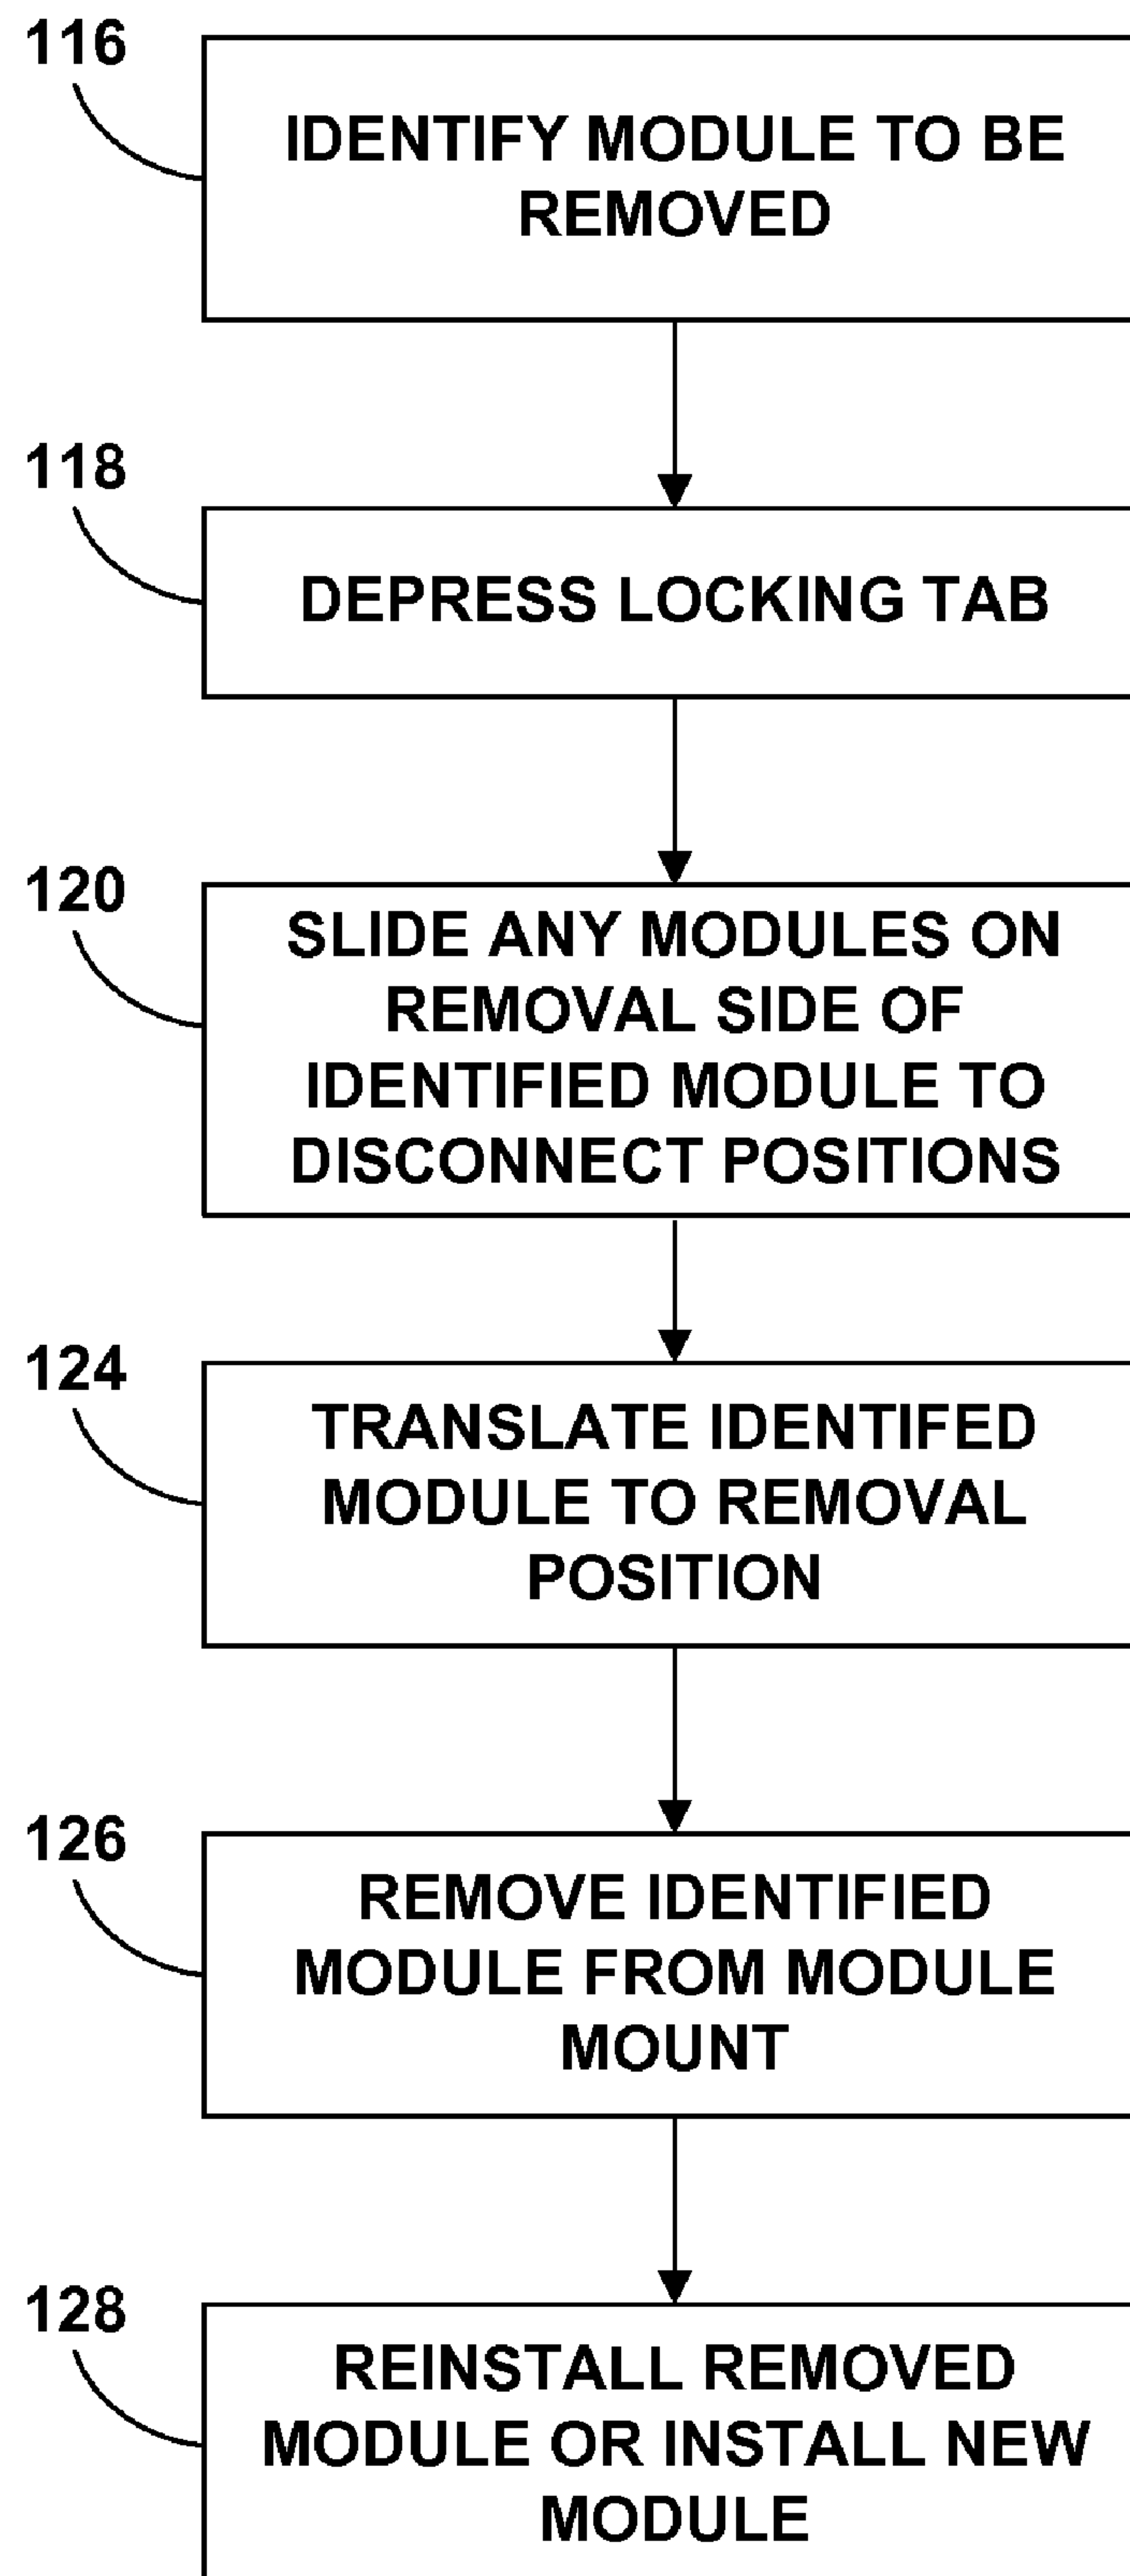 116
IDENTIFY MODULE TO BE
REMOVED
118
DEPRESS LOCKING TAB
120
SLIDE ANY MODULES ON
REMOVAL SIDE OF
IDENTIFIED MODULE TO
DISCONNECT POSITIONS
124
TRANSLATE IDENTIFED
MODULE TO REMOVAL
POSITION
126
REMOVE IDENTIFIED
MODULE FROM MODULE
MOUNT
128
REINSTALL REMOVED
MODULE OR INSTALL NEW
MODULE